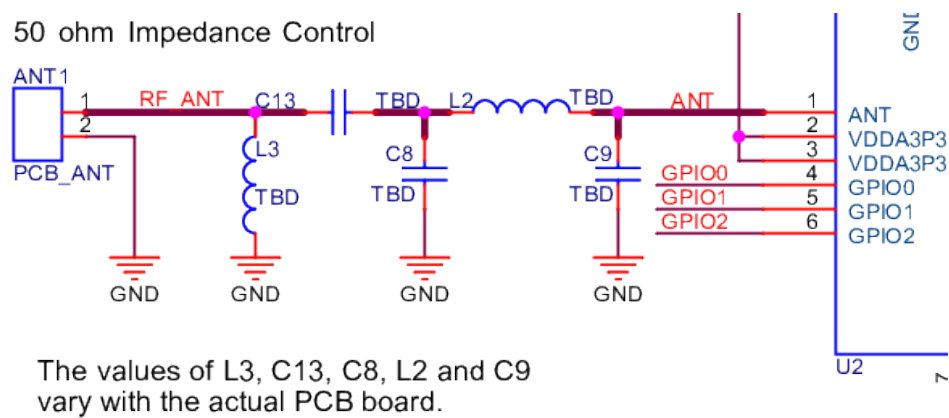 50 ohm Impedance Control
GND
ANT1
1
RF_ANT
C13
TBD
L2
TBD
ANT
1
ANT
2
2
VDDA3P3
L3
C8
C9
3
VDDA3P3
PCB_ANT
GPIO0
4
GPIO0
TBD
TBD
TBD
GPIO1
5
GPIO1
GPIO2
6
GPIO2
GND
GND
GND
GND
The values of L3, C13, C8, L2 and C9
U2
vary with the actual PCB board.
7